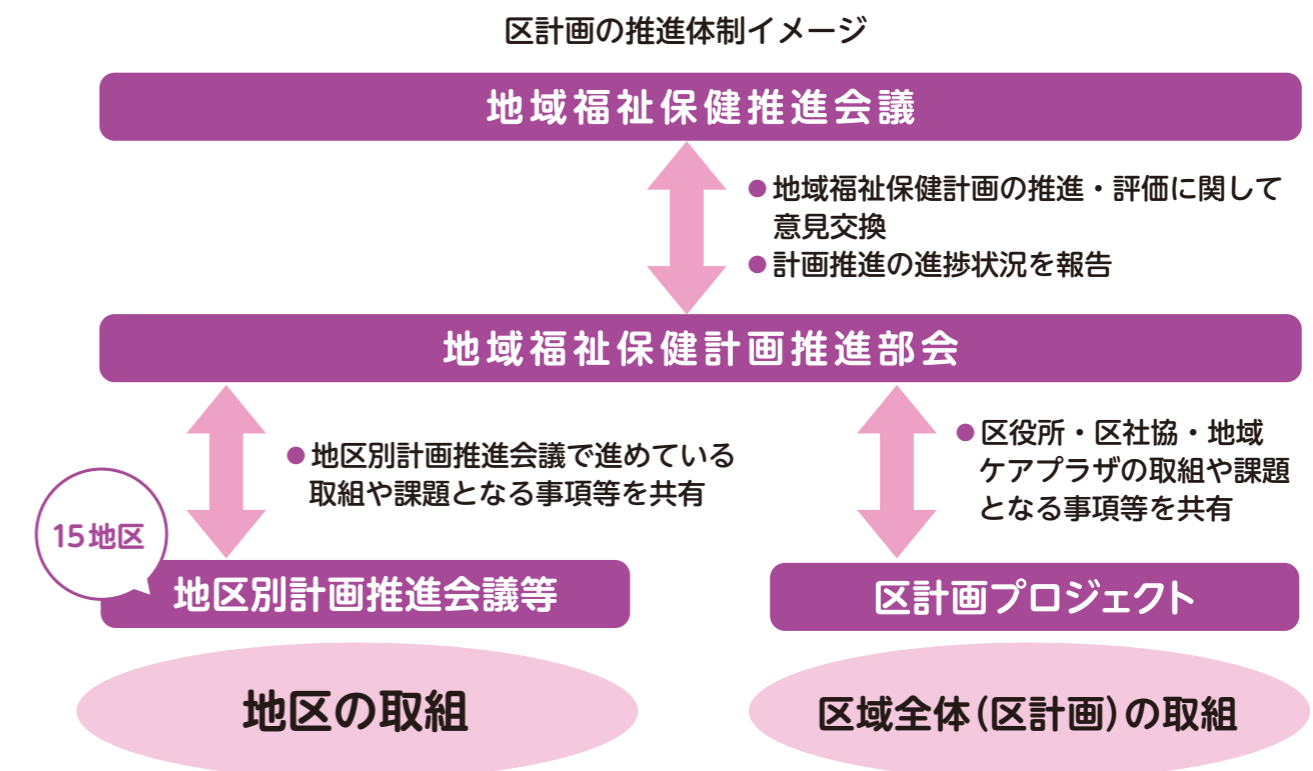 区計画の推進体制イメージ
地域福祉保健推進会議
●地域福祉保健計画の推進・評価に関して
意見交換
●計画推進の進捗状況を報告
地域福祉保健計画推進部会
●地区別計画推進会議で進めている
取組や課題となる事項等を共有
●区役所・区社協・地域
ケアプラザの取組や課題
となる事項等を共有
15地区
地区別計画推進会議等
区計画プロジェクト
地区の取組
区域全体(区計画)の取組